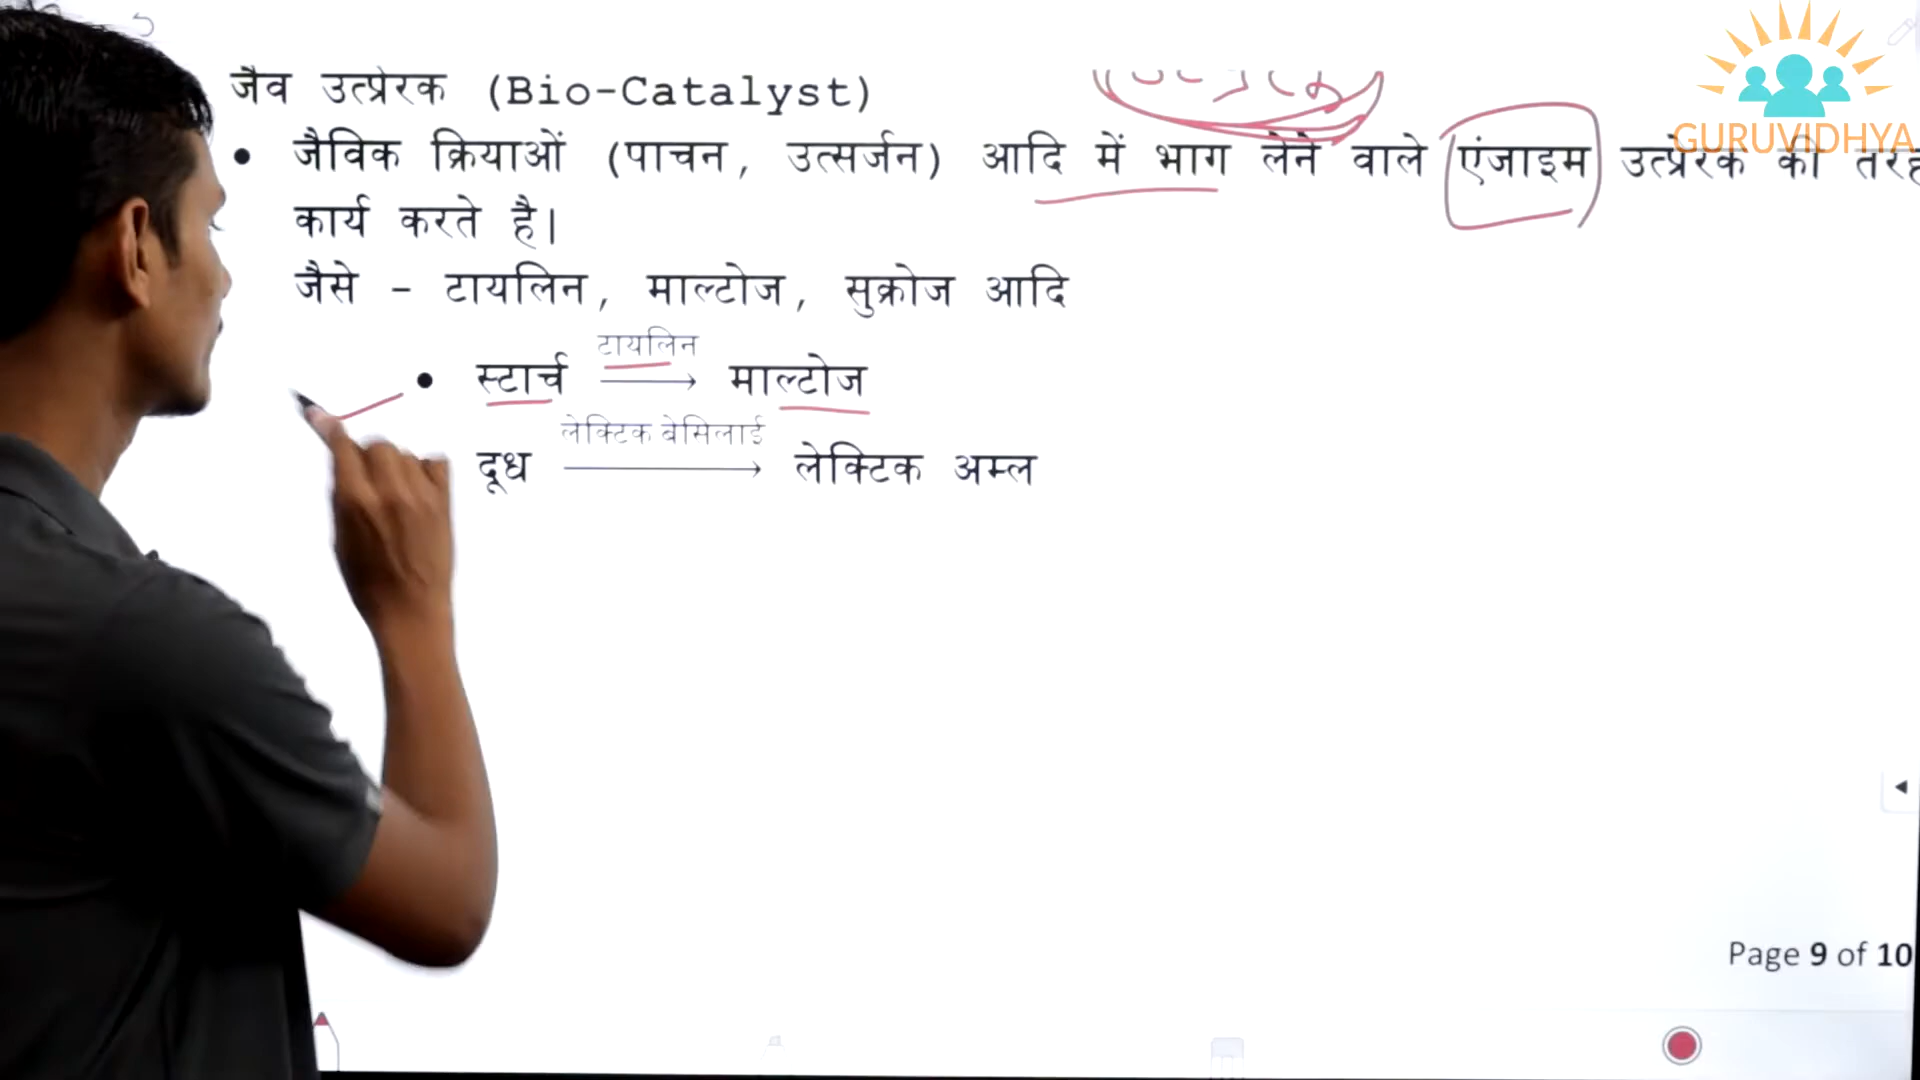 जैव उत्प्रेरक (Bio-Catalyst)
GURUVIDHYA
• जैविक क्रियाओं (पाचन, उत्सर्जन) आदि में भाग लेने वाले एंजाइम उत्प्रेरक की तरह
कार्य करते है।
जैसे - टायलिन, माल्टोज, सुक्रोज आदि
टायलिन
• स्टार्च ⟶ माल्टोज
लेक्टिक बेसिलाई
दूध ⟶ लेक्टिक अम्ल
Page 9 of 10